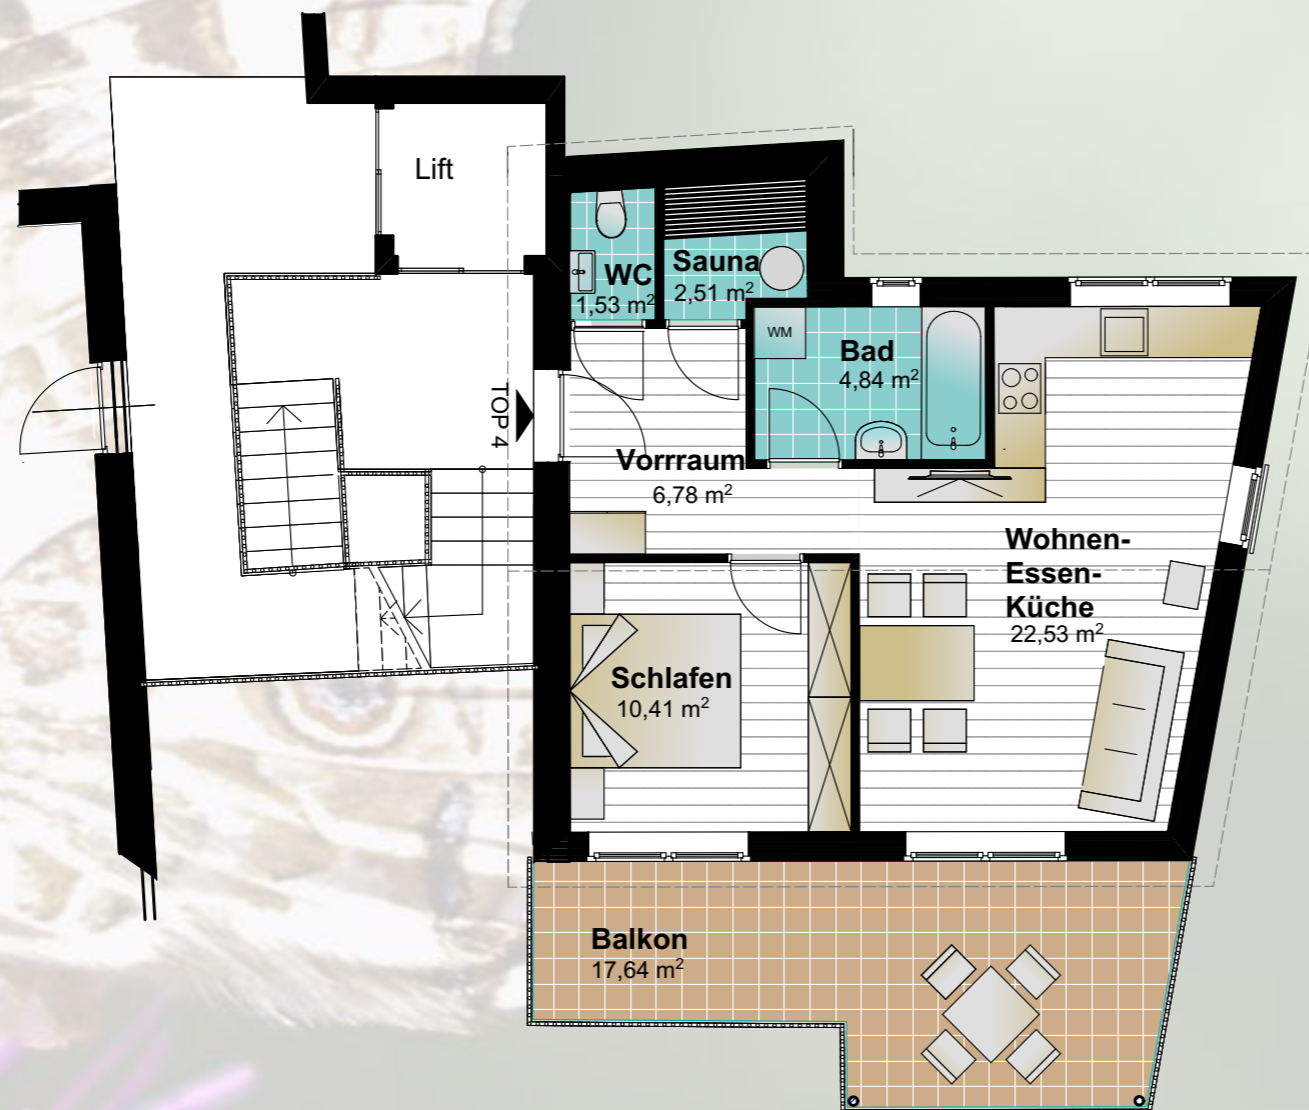 Lift
WC
1,53 m²
Sauna
2,51 m²
WM
Bad
4,84 m²
TOP 4
Vorrraum
6,78 m²
Wohnen-
Essen-
Küche
22,53 m²
Schlafen
10,41 m²
Balkon
17,64 m²